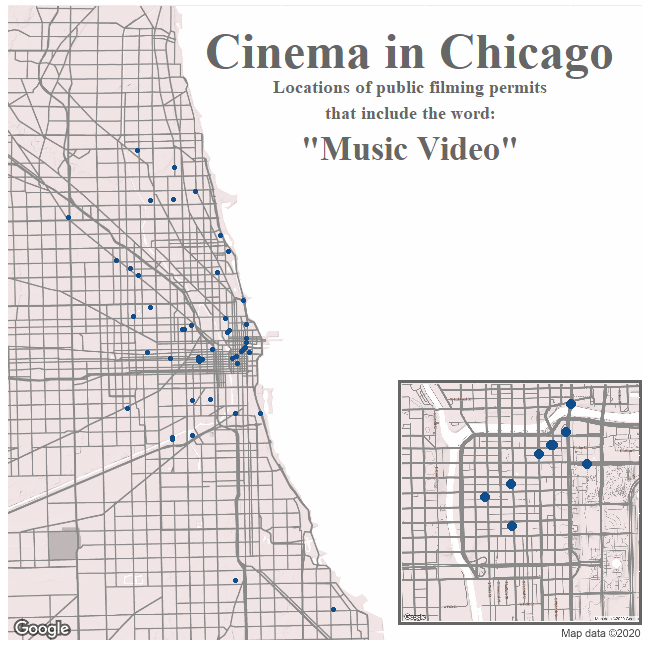 Cinema in Chicago
Locations of public filming permits
that include the word:
"Music Video"
Google
Map data ©2020